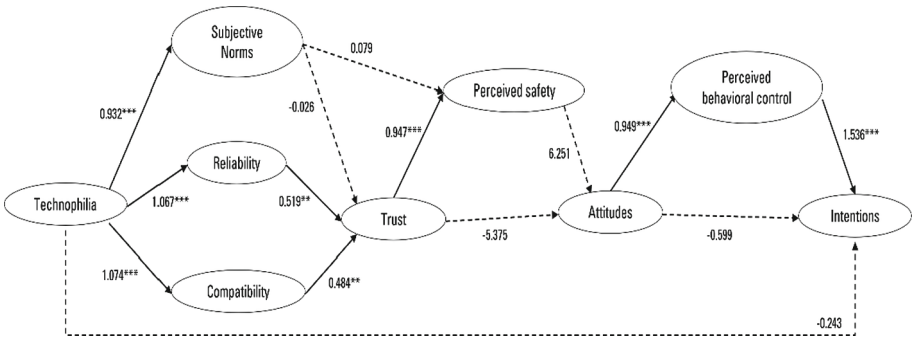 Subjective
Norms
0.079
Perceived
behavioral control
Perceived safety
0.932***
-0.026
0.947***
0.949***
1.536***
6.251
Reliability
1.067***
0.519**
Technophilia
Trust
Attitudes
Intentions
-5.375
-0.599
1.074***
Compatibility
0.484**
-0.243